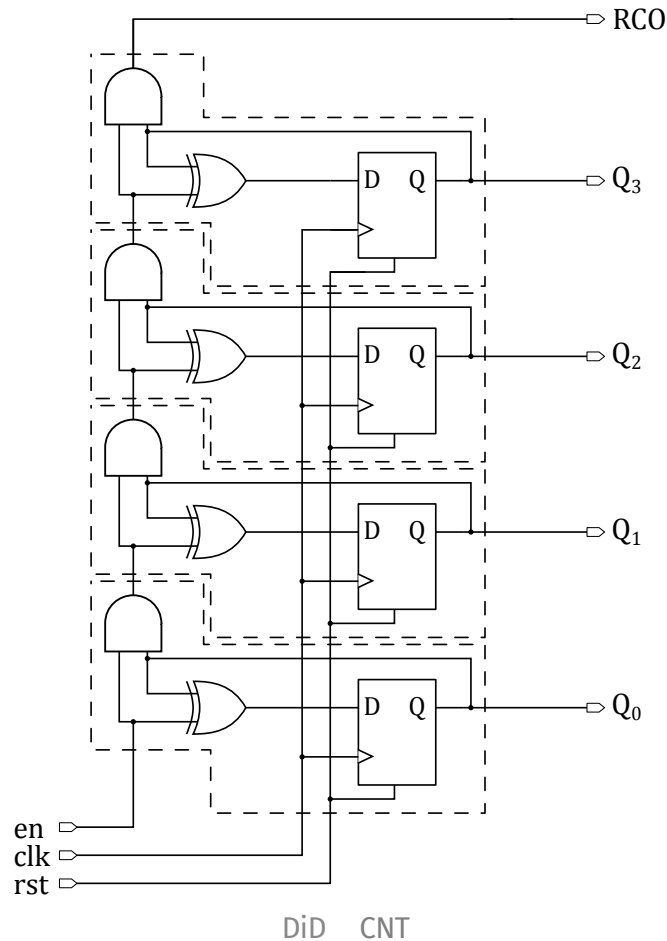 RCO
D Q Q₃
D Q Q₂
D Q Q₁
D Q Q₀
en
clk
rst
DiD CNT